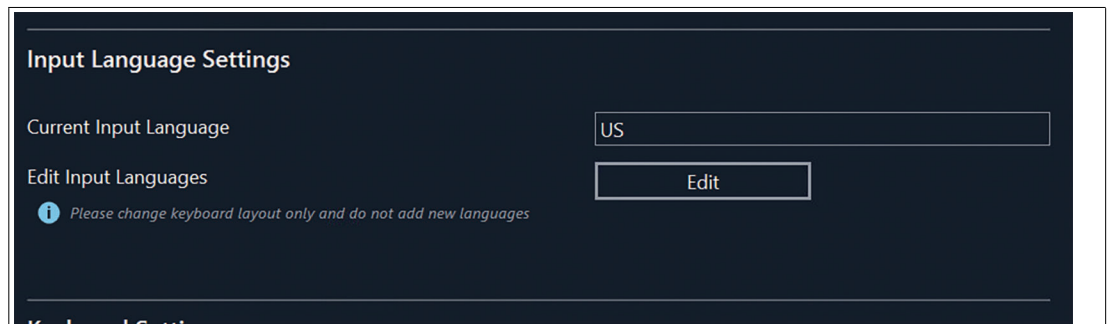 Input Language Settings
Current Input Language
US
Edit Input Languages
Edit
Please change keyboard layout only and do not add new languages